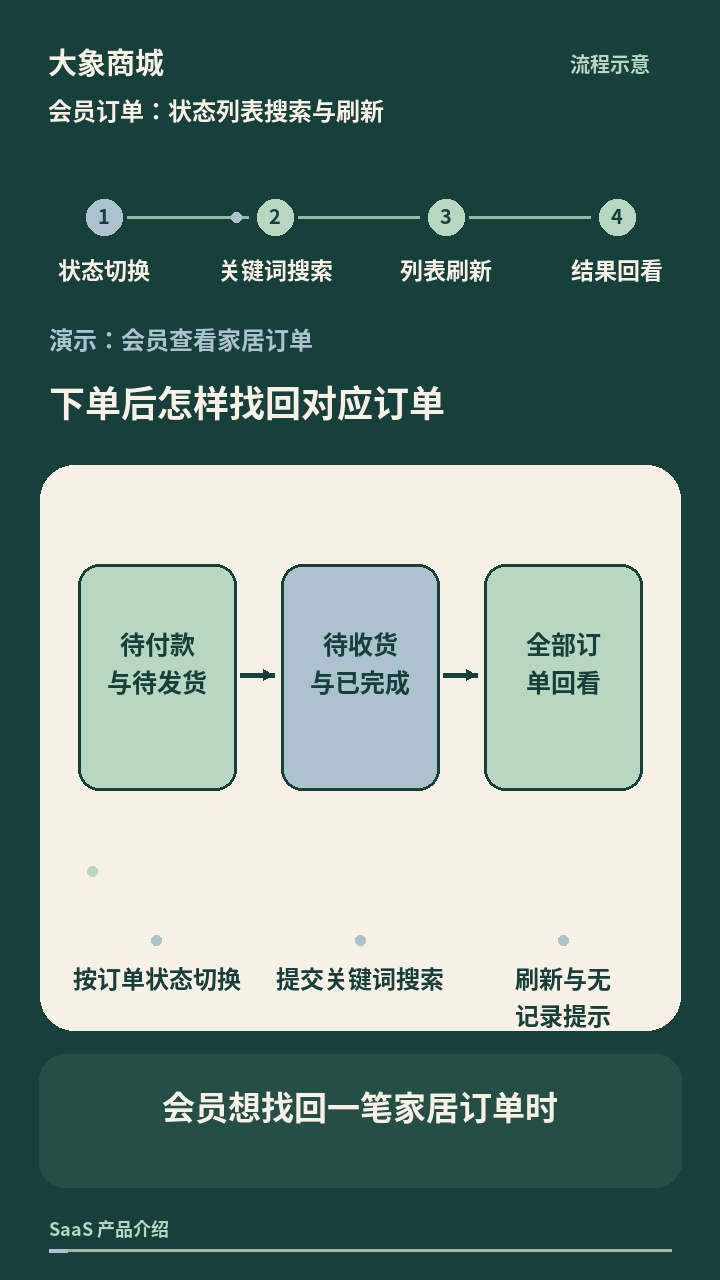 大象商城
流程示意
会员订单：状态列表搜索与刷新
1
2
3
4
状态切换
关键词搜索
列表刷新
结果回看
演示：会员查看家居订单
下单后怎样找回对应订单
待付款
与待发货
待收货
与已完成
全部订
单回看
按订单状态切换
提交关键词搜索
刷新与无
记录提示
会员想找回一笔家居订单时
SaaS 产品介绍